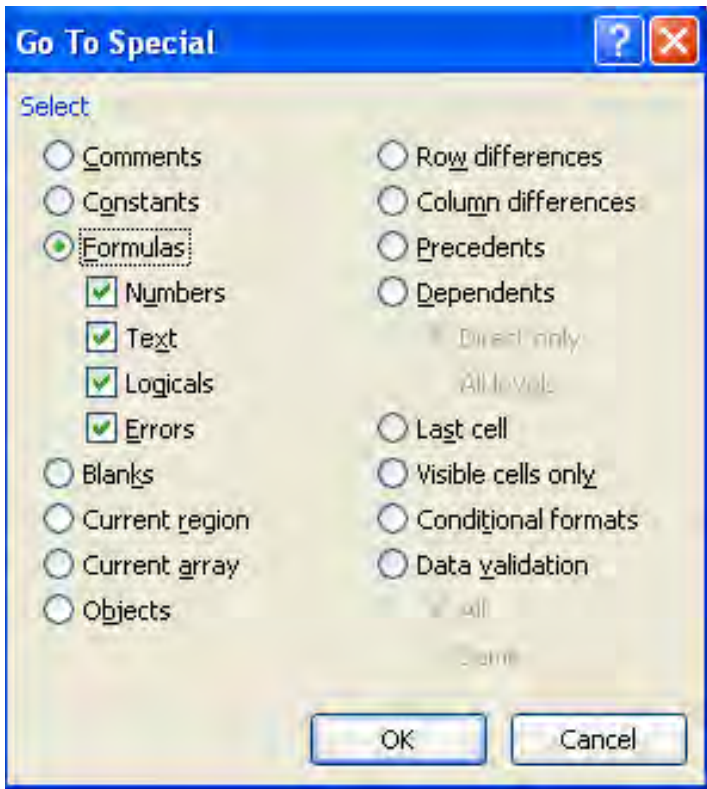 Go To Special
Select
Comments
Constants
Formulas
Numbers
Text
Logicals
Errors
Blanks
Current region
Current array
Objects
Row differences
Column differences
Precedents
Dependents
Direct only
All levels
Last cell
Visible cells only
Conditional formats
Data validation
All
Same
OK
Cancel